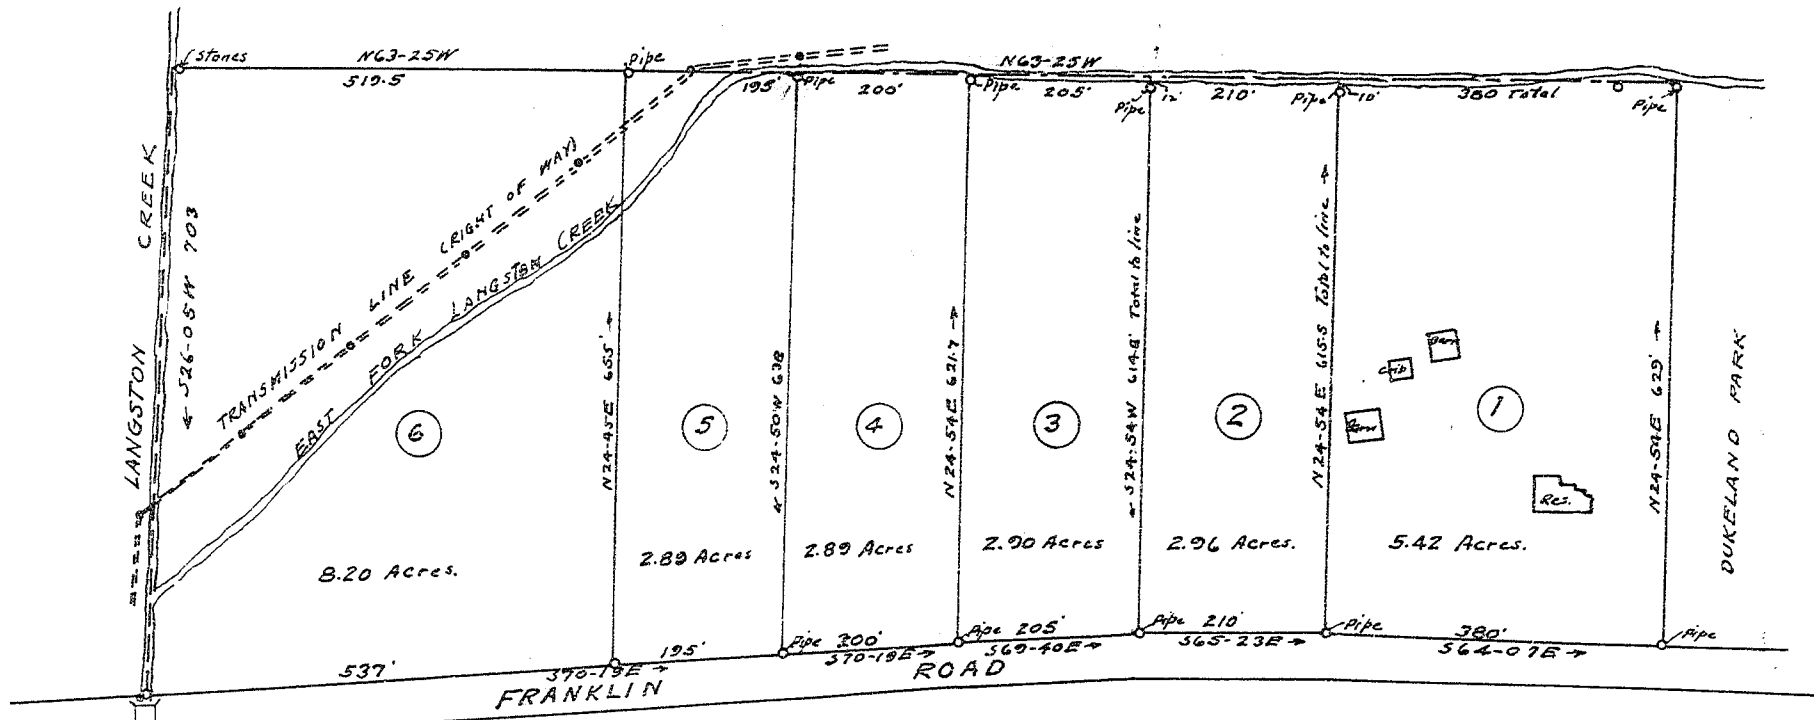 Stones
N63-25W
Pipe
N63-25W
519.5
195'
Pipe
200'
Pipe
205'
Pipe
12'
210'
Pipe
10'
380 Total
Pipe
LANGSTON CREEK
S26-05W 703
TRANSMISSION LINE (RIGHT OF WAY)
EAST FORK LANGSTON CREEK
N24-45E 655'
S24-50W 638
N24-54E 621.7
S24-54W 614.8' Total to line
N24-54E 615.5 Total to line
N24-54E 629'
Barn
Crib
Barn
Res.
DUKELAND PARK
6
5
4
3
2
1
8.20 Acres.
2.89 Acres
2.89 Acres
2.90 Acres
2.96 Acres.
5.42 Acres.
537'
S70-19E
195'
Pipe
200'
S70-19E
Pipe
205'
S69-40E
Pipe
210'
S65-23E
Pipe
380'
S64-07E
Pipe
FRANKLIN ROAD